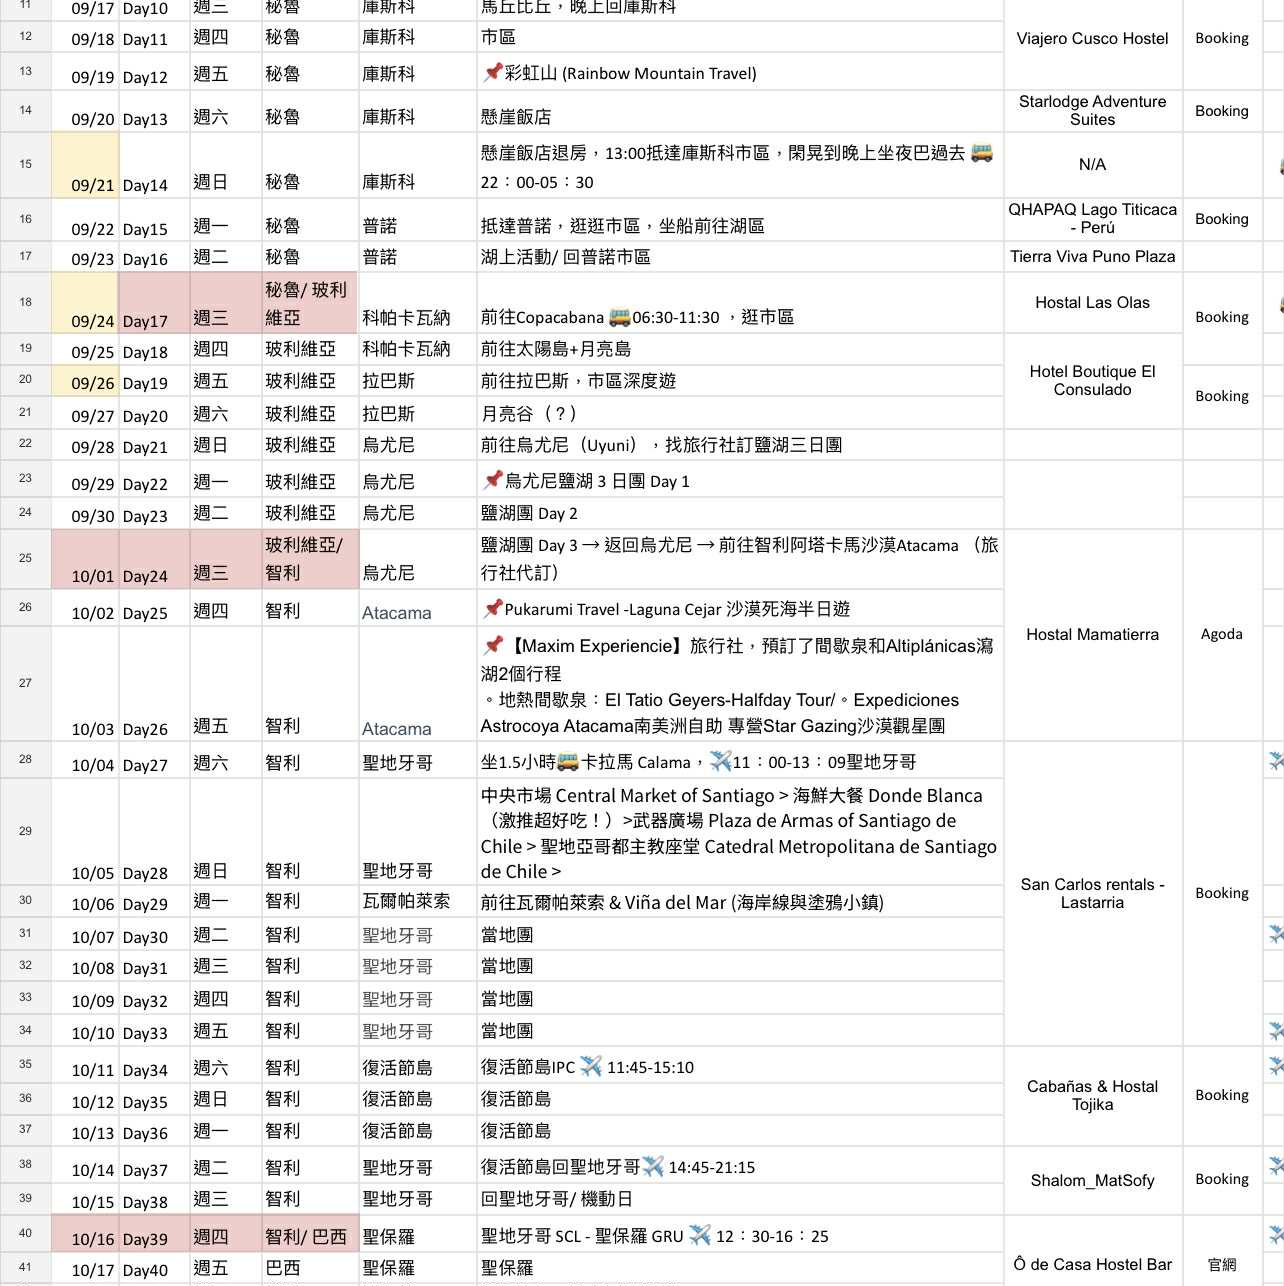 11 09/17 Day10 週三 秘魯 庫斯科 馬丘比丘，晚上回庫斯科
12 09/18 Day11 週四 秘魯 庫斯科 市區 Viajero Cusco Hostel Booking
13 09/19 Day12 週五 秘魯 庫斯科 📌彩虹山 (Rainbow Mountain Travel)
14 09/20 Day13 週六 秘魯 庫斯科 懸崖飯店 Starlodge Adventure
Suites Booking
15 09/21 Day14 週日 秘魯 庫斯科 懸崖飯店退房，13:00抵達庫斯科市區，閑晃到晚上坐夜巴過去 🚌
22：00-05：30 N/A
16 09/22 Day15 週一 秘魯 普諾 抵達普諾，逛逛市區，坐船前往湖區 QHAPAQ Lago Titicaca
- Perú Booking
17 09/23 Day16 週二 秘魯 普諾 湖上活動/ 回普諾市區 Tierra Viva Puno Plaza
18 09/24 Day17 週三 秘魯/ 玻利
維亞 科帕卡瓦納 前往Copacabana 🚌06:30-11:30 ，逛市區 Hostal Las Olas Booking
19 09/25 Day18 週四 玻利維亞 科帕卡瓦納 前往太陽島+月亮島
20 09/26 Day19 週五 玻利維亞 拉巴斯 前往拉巴斯，市區深度遊 Hotel Boutique El
Consulado Booking
21 09/27 Day20 週六 玻利維亞 拉巴斯 月亮谷（？）
22 09/28 Day21 週日 玻利維亞 烏尤尼 前往烏尤尼（Uyuni），找旅行社訂鹽湖三日團
23 09/29 Day22 週一 玻利維亞 烏尤尼 📌烏尤尼鹽湖 3 日團 Day 1
24 09/30 Day23 週二 玻利維亞 烏尤尼 鹽湖團 Day 2
25 10/01 Day24 週三 玻利維亞/
智利 烏尤尼 鹽湖團 Day 3 → 返回烏尤尼 → 前往智利阿塔卡馬沙漠Atacama （旅
行社代訂）
26 10/02 Day25 週四 智利 Atacama 📌Pukarumi Travel -Laguna Cejar 沙漠死海半日遊 Hostal Mamatierra Agoda
27 10/03 Day26 週五 智利 Atacama 📌【Maxim Experiencie】旅行社，預訂了間歇泉和Altiplánicas瀉
湖2個行程
。地熱間歇泉：El Tatio Geyers-Halfday Tour/。Expediciones
Astrocoya Atacama南美洲自助 專營Star Gazing沙漠觀星團
28 10/04 Day27 週六 智利 聖地牙哥 坐1.5小時🚌卡拉馬 Calama，✈️11：00-13：09聖地牙哥
29 10/05 Day28 週日 智利 聖地牙哥 中央市場 Central Market of Santiago > 海鮮大餐 Donde Blanca
（激推超好吃！）>武器廣場 Plaza de Armas of Santiago de
Chile > 聖地亞哥都主教座堂 Catedral Metropolitana de Santiago
de Chile >
30 10/06 Day29 週一 智利 瓦爾帕萊索 前往瓦爾帕萊索 & Viña del Mar (海岸線與塗鴉小鎮) San Carlos rentals -
Lastarria Booking
31 10/07 Day30 週二 智利 聖地牙哥 當地團
32 10/08 Day31 週三 智利 聖地牙哥 當地團
33 10/09 Day32 週四 智利 聖地牙哥 當地團
34 10/10 Day33 週五 智利 聖地牙哥 當地團
35 10/11 Day34 週六 智利 復活節島 復活節島IPC ✈️ 11:45-15:10
36 10/12 Day35 週日 智利 復活節島 復活節島 Cabañas & Hostal
Tojika Booking
37 10/13 Day36 週一 智利 復活節島 復活節島
38 10/14 Day37 週二 智利 聖地牙哥 復活節島回聖地牙哥✈️ 14:45-21:15 Shalom_MatSofy Booking
39 10/15 Day38 週三 智利 聖地牙哥 回聖地牙哥/ 機動日
40 10/16 Day39 週四 智利/ 巴西 聖保羅 聖地牙哥 SCL - 聖保羅 GRU ✈️ 12：30-16：25
41 10/17 Day40 週五 巴西 聖保羅 聖保羅 Ô de Casa Hostel Bar 官網